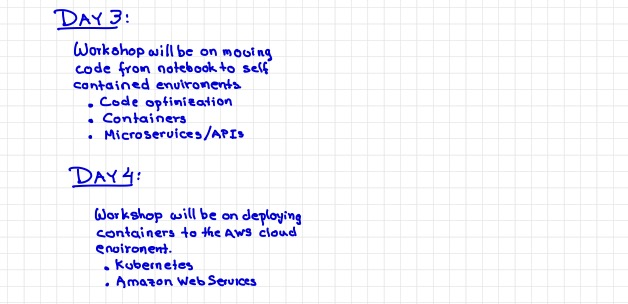 DAY 3:
Workshop will be on moving
code from notebook to self
contained enviroments
• Code optimization
• Containers
• Microservices/APIs
DAY 4:
Workshop will be on deploying
containers to the AWS cloud
enviroment.
• Kubernetes
• Amazon Web Services